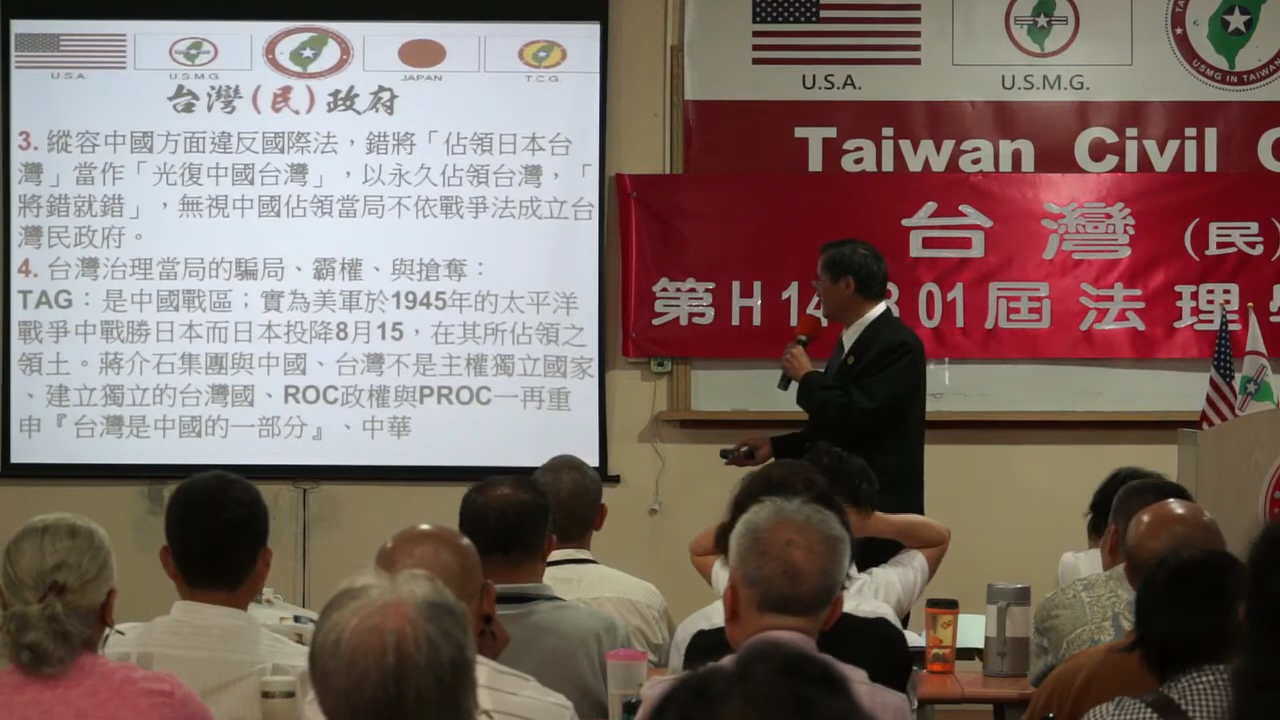 U.S.A.
U.S.M.G.
JAPAN
T.C.G.
台灣(民)政府
3. 縱容中國方面違反國際法，錯將「佔領日本台
灣」當作「光復中國台灣」，以永久佔領台灣，「
將錯就錯」，無視中國佔領當局不依戰爭法成立台
灣民政府。
4. 台灣治理當局的騙局、霸權、與搶奪：
TAG：是中國戰區；實為美軍於1945年的太平洋
戰爭中戰勝日本而日本投降8月15，在其所佔領之
領土。蔣介石集團與中國、台灣不是主權獨立國家
、建立獨立的台灣國、ROC政權與PROC一再重
申『台灣是中國的一部分』、中華
U.S.A.
U.S.M.G.
USMG IN TAIWAN
Taiwan Civil
台灣(民)
第H14 01屆法理學